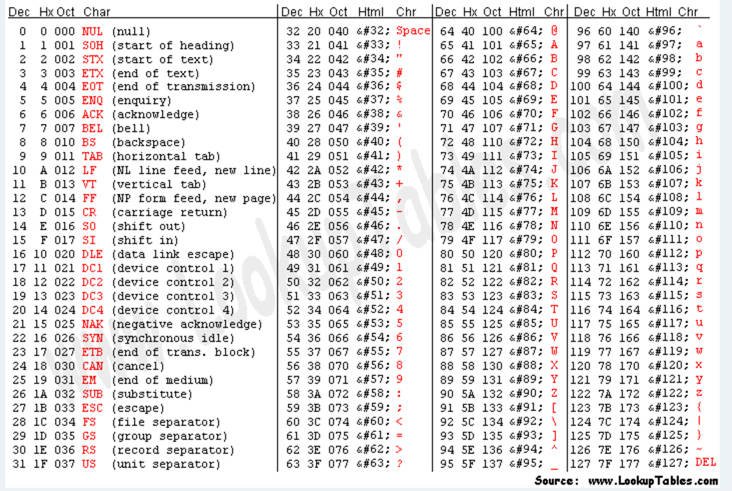 Dec Hx Oct Char Dec Hx Oct Html Chr Dec Hx Oct Html Chr Dec Hx Oct Html Chr
0 0 000 NUL (null) 32 20 040 &#32; Space 64 40 100 &#64; @ 96 60 140 &#96; `
1 1 001 SOH (start of heading) 33 21 041 &#33; ! 65 41 101 &#65; A 97 61 141 &#97; a
2 2 002 STX (start of text) 34 22 042 &#34; " 66 42 102 &#66; B 98 62 142 &#98; b
3 3 003 ETX (end of text) 35 23 043 &#35; # 67 43 103 &#67; C 99 63 143 &#99; c
4 4 004 EOT (end of transmission) 36 24 044 &#36; $ 68 44 104 &#68; D 100 64 144 &#100; d
5 5 005 ENQ (enquiry) 37 25 045 &#37; % 69 45 105 &#69; E 101 65 145 &#101; e
6 6 006 ACK (acknowledge) 38 26 046 &#38; & 70 46 106 &#70; F 102 66 146 &#102; f
7 7 007 BEL (bell) 39 27 047 &#39; ' 71 47 107 &#71; G 103 67 147 &#103; g
8 8 010 BS (backspace) 40 28 050 &#40; ( 72 48 110 &#72; H 104 68 150 &#104; h
9 9 011 TAB (horizontal tab) 41 29 051 &#41; ) 73 49 111 &#73; I 105 69 151 &#105; i
10 A 012 LF (NL line feed, new line) 42 2A 052 &#42; * 74 4A 112 &#74; J 106 6A 152 &#106; j
11 B 013 VT (vertical tab) 43 2B 053 &#43; + 75 4B 113 &#75; K 107 6B 153 &#107; k
12 C 014 FF (NP form feed, new page) 44 2C 054 &#44; , 76 4C 114 &#76; L 108 6C 154 &#108; l
13 D 015 CR (carriage return) 45 2D 055 &#45; - 77 4D 115 &#77; M 109 6D 155 &#109; m
14 E 016 SO (shift out) 46 2E 056 &#46; . 78 4E 116 &#78; N 110 6E 156 &#110; n
15 F 017 SI (shift in) 47 2F 057 &#47; / 79 4F 117 &#79; O 111 6F 157 &#111; o
16 10 020 DLE (data link escape) 48 30 060 &#48; 0 80 50 120 &#80; P 112 70 160 &#112; p
17 11 021 DC1 (device control 1) 49 31 061 &#49; 1 81 51 121 &#81; Q 113 71 161 &#113; q
18 12 022 DC2 (device control 2) 50 32 062 &#50; 2 82 52 122 &#82; R 114 72 162 &#114; r
19 13 023 DC3 (device control 3) 51 33 063 &#51; 3 83 53 123 &#83; S 115 73 163 &#115; s
20 14 024 DC4 (device control 4) 52 34 064 &#52; 4 84 54 124 &#84; T 116 74 164 &#116; t
21 15 025 NAK (negative acknowledge) 53 35 065 &#53; 5 85 55 125 &#85; U 117 75 165 &#117; u
22 16 026 SYN (synchronous idle) 54 36 066 &#54; 6 86 56 126 &#86; V 118 76 166 &#118; v
23 17 027 ETB (end of trans. block) 55 37 067 &#55; 7 87 57 127 &#87; W 119 77 167 &#119; w
24 18 030 CAN (cancel) 56 38 070 &#56; 8 88 58 130 &#88; X 120 78 170 &#120; x
25 19 031 EM (end of medium) 57 39 071 &#57; 9 89 59 131 &#89; Y 121 79 171 &#121; y
26 1A 032 SUB (substitute) 58 3A 072 &#58; : 90 5A 132 &#90; Z 122 7A 172 &#122; z
27 1B 033 ESC (escape) 59 3B 073 &#59; ; 91 5B 133 &#91; [ 123 7B 173 &#123; {
28 1C 034 FS (file separator) 60 3C 074 &#60; < 92 5C 134 &#92; \ 124 7C 174 &#124; |
29 1D 035 GS (group separator) 61 3D 075 &#61; = 93 5D 135 &#93; ] 125 7D 175 &#125; }
30 1E 036 RS (record separator) 62 3E 076 &#62; > 94 5E 136 &#94; ^ 126 7E 176 &#126; ~
31 1F 037 US (unit separator) 63 3F 077 &#63; ? 95 5F 137 &#95; _ 127 7F 177 &#127; DEL
Source: www.LookupTables.com
www.LookupTables.com